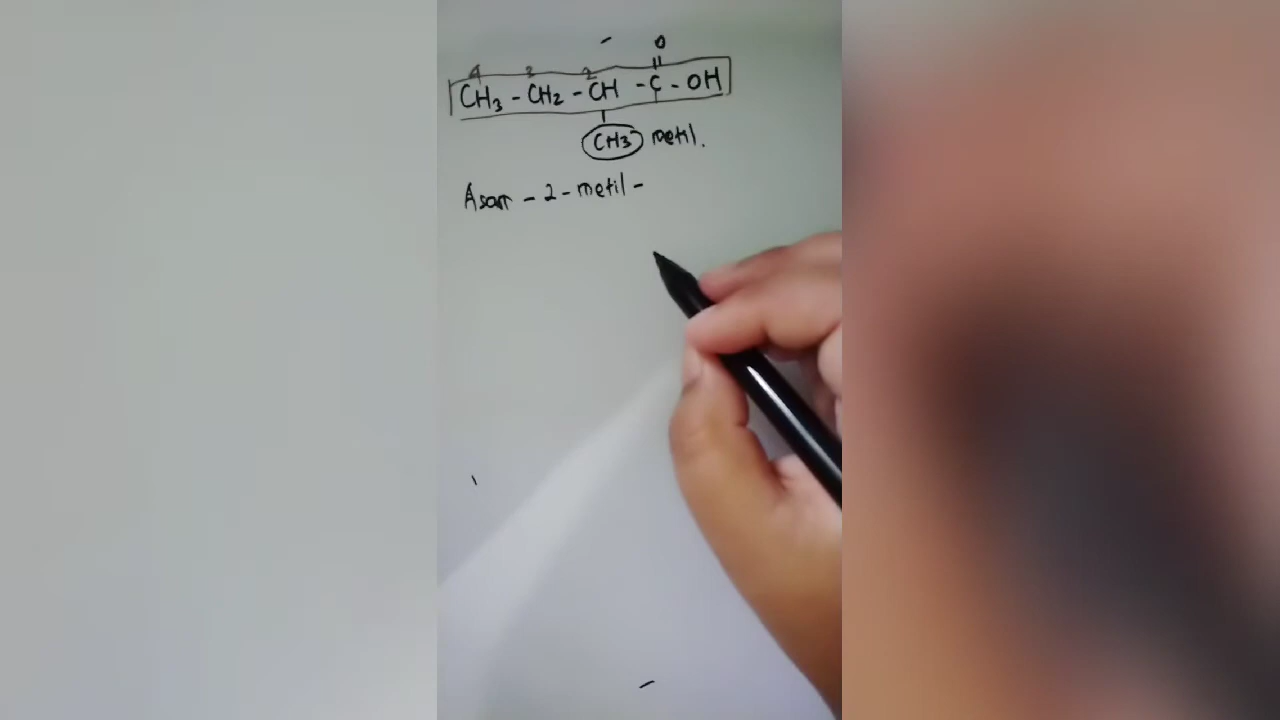 O
4 3 2
CH3 - CH2 - CH - C - OH
CH3 metil.
Asam - 2 - metil -